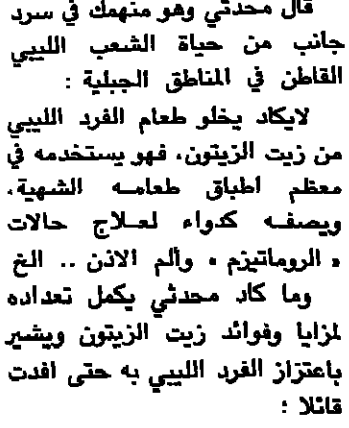 قال محدثي وهو منهمك في سرد
جانب من حياة الشعب الليبي
القاطن في المناطق الجبلية :
لايكاد يخلو طعام الفرد الليبي
من زيت الزيتون، فهو يستخدمه في
معظم اطباق طعامه الشهية،
ويصفه كدواء لعلاج حالات
« الروماتيزم » وألم الاذن .. الخ
وما كاد محدثي يكمل تعداده
لمزايا وفوائد زيت الزيتون ويشير
باعتزاز الفرد الليبي به حتى افدت
قائلا :